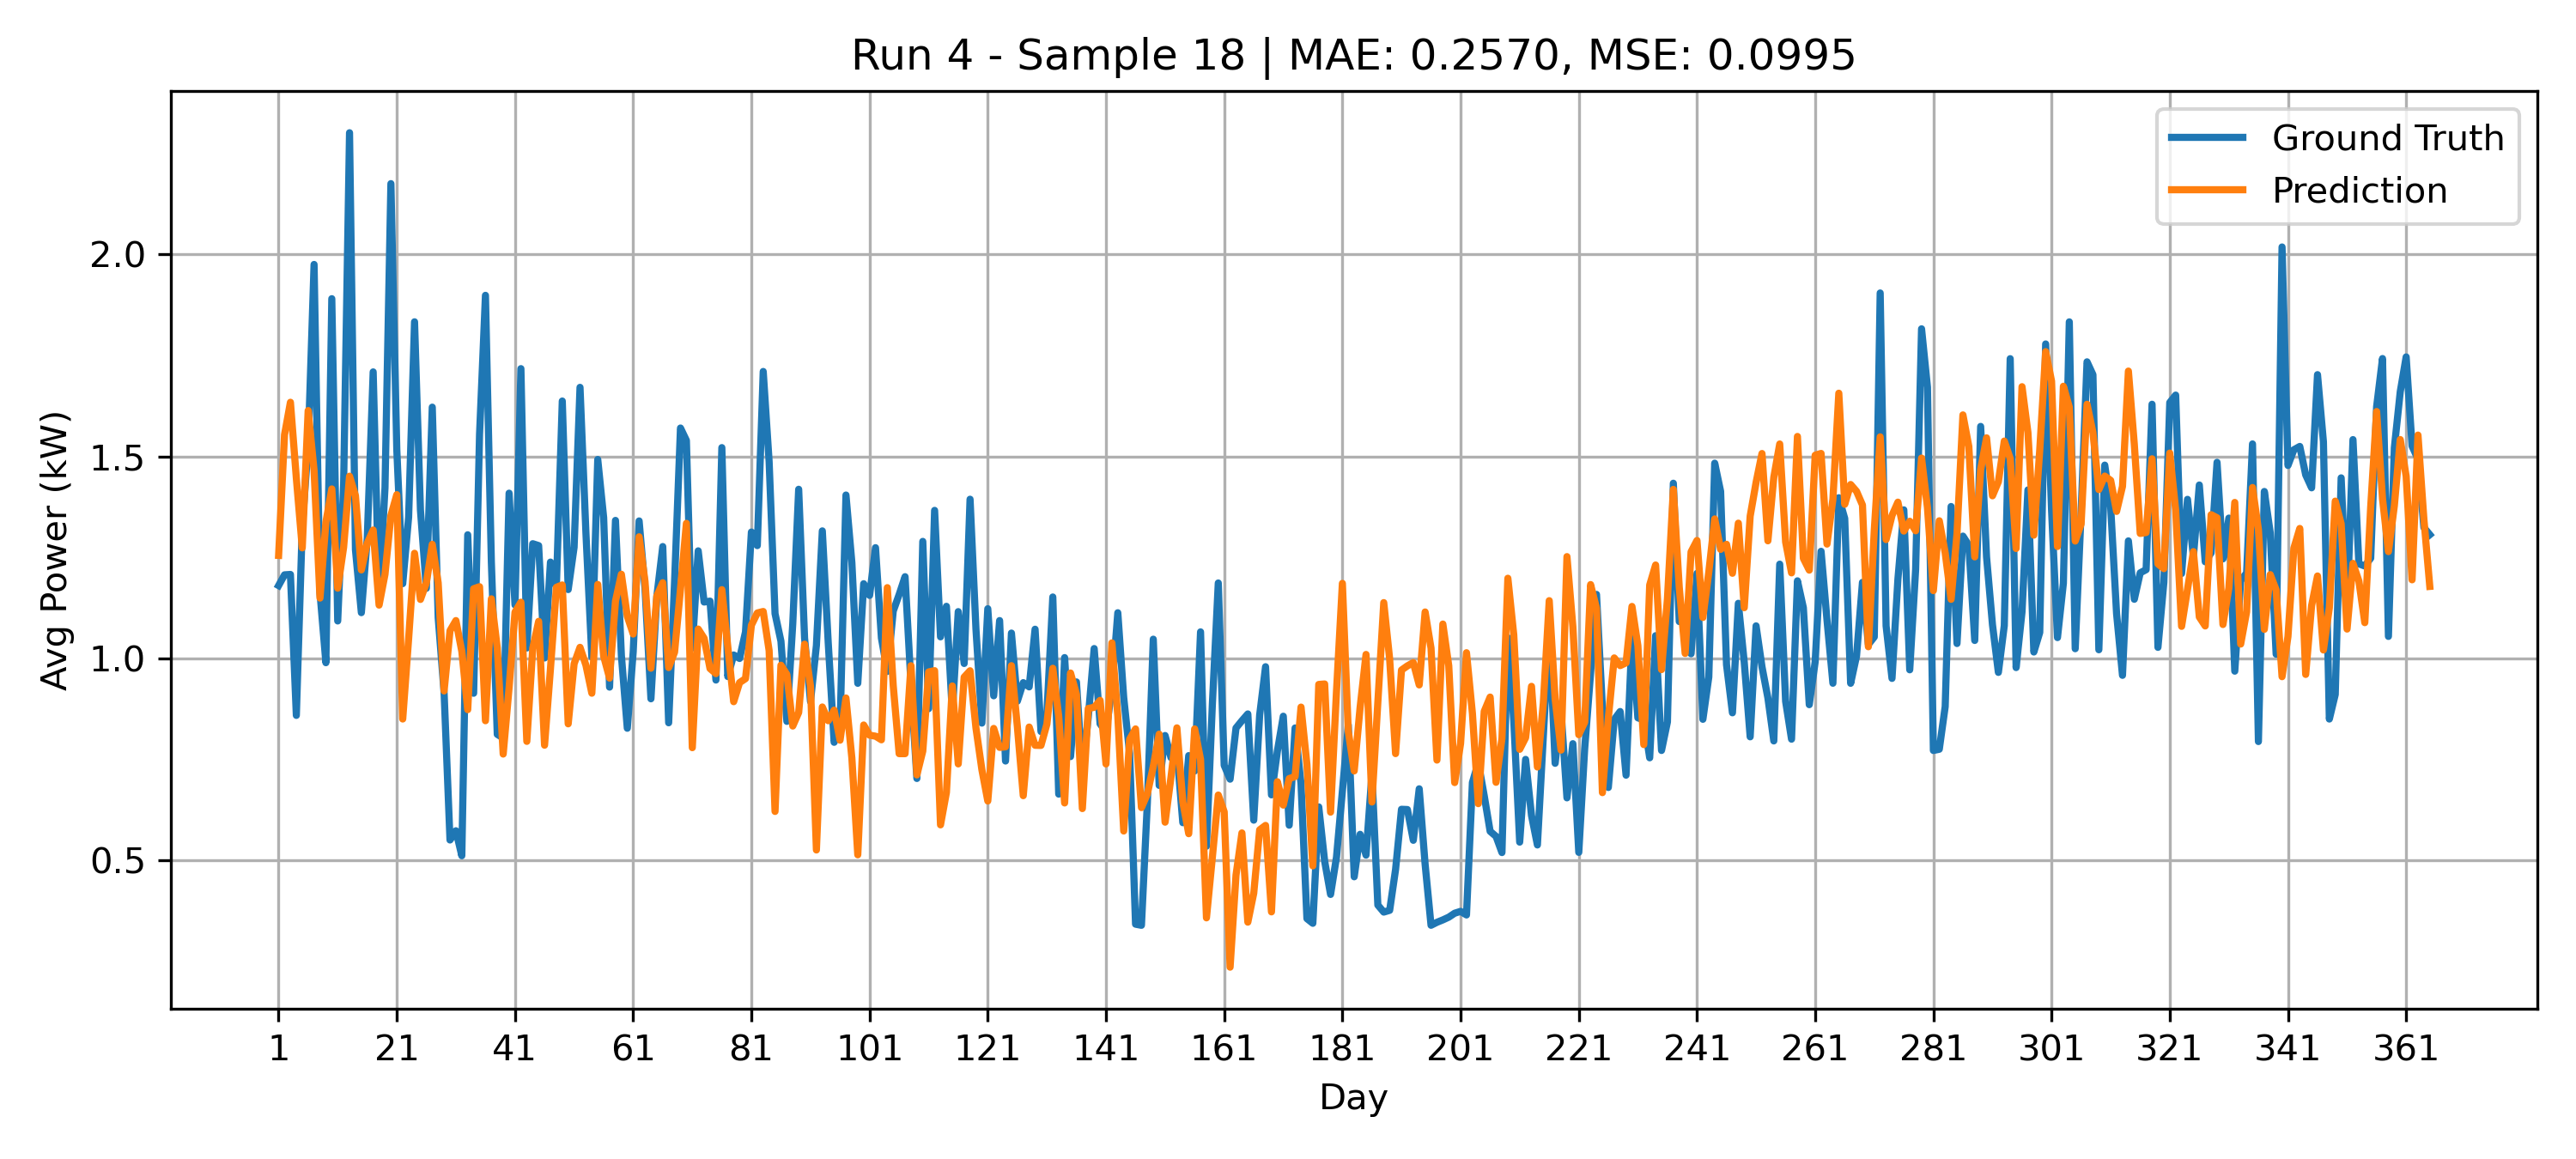 Run 4 - Sample 18 | MAE: 0.2570, MSE: 0.0995
Ground Truth
Prediction
Avg Power (kW)
2.0
1.5
1.0
0.5
1 21 41 61 81 101 121 141 161 181 201 221 241 261 281 301 321 341 361
Day